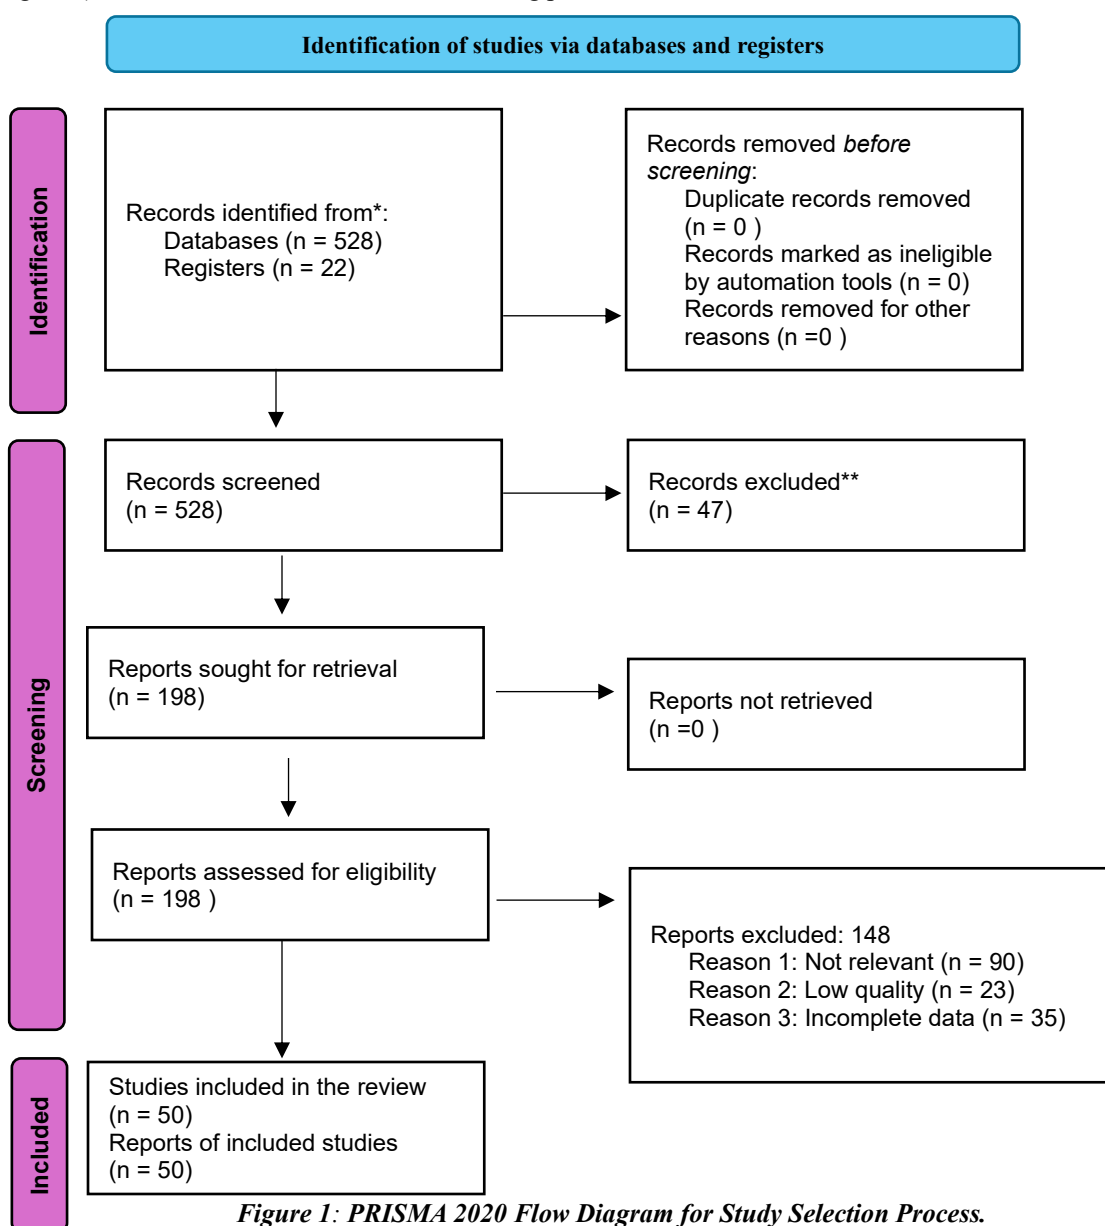 Identification of studies via databases and registers
Identification
Records identified from*:
Databases (n = 528)
Registers (n = 22)
Records removed before
screening:
Duplicate records removed
(n = 0 )
Records marked as ineligible
by automation tools (n = 0)
Records removed for other
reasons (n =0 )
Screening
Records screened
(n = 528)
Records excluded**
(n = 47)
Reports sought for retrieval
(n = 198)
Reports not retrieved
(n =0 )
Reports assessed for eligibility
(n = 198 )
Reports excluded: 148
Reason 1: Not relevant (n = 90)
Reason 2: Low quality (n = 23)
Reason 3: Incomplete data (n = 35)
Included
Studies included in the review
(n = 50)
Reports of included studies
(n = 50)
Figure 1: PRISMA 2020 Flow Diagram for Study Selection Process.